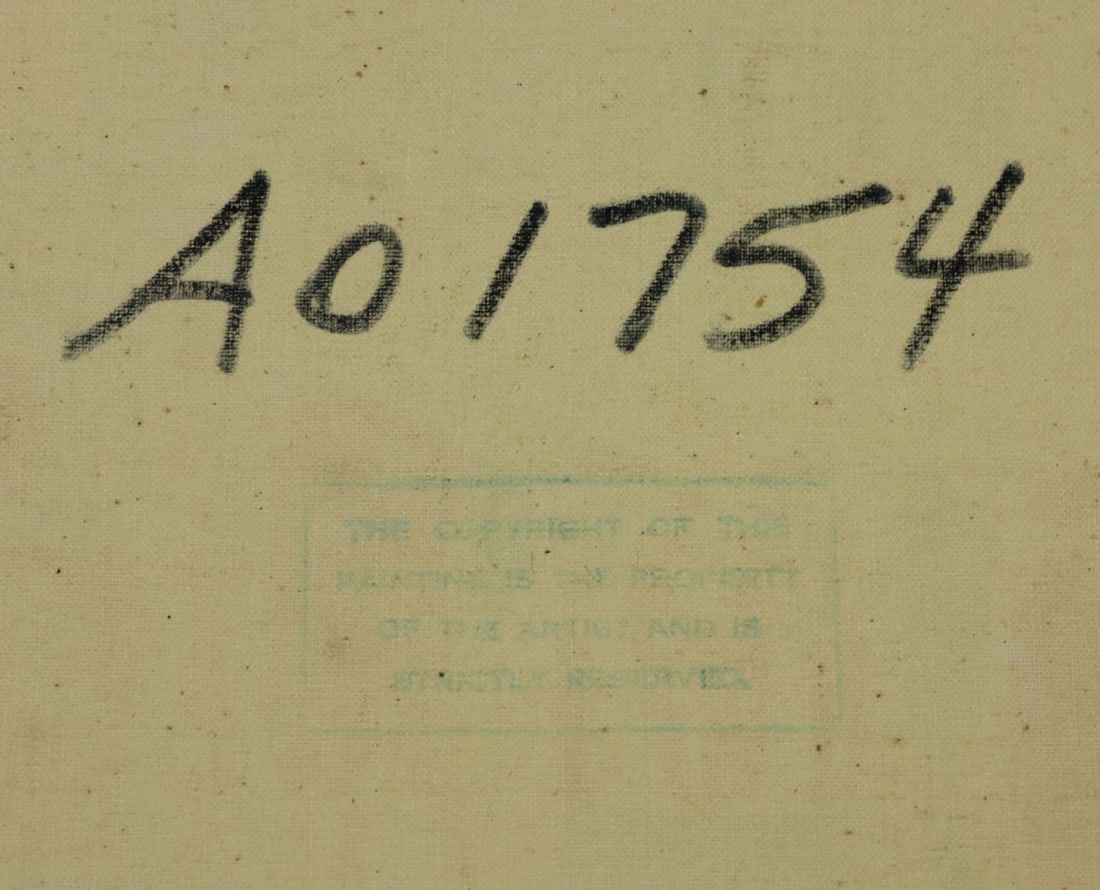 A01754
THE COPYRIGHT OF THIS
PAINTING IS THE PROPERTY
OF THE ARTIST AND IS
STRICTLY RESERVED.